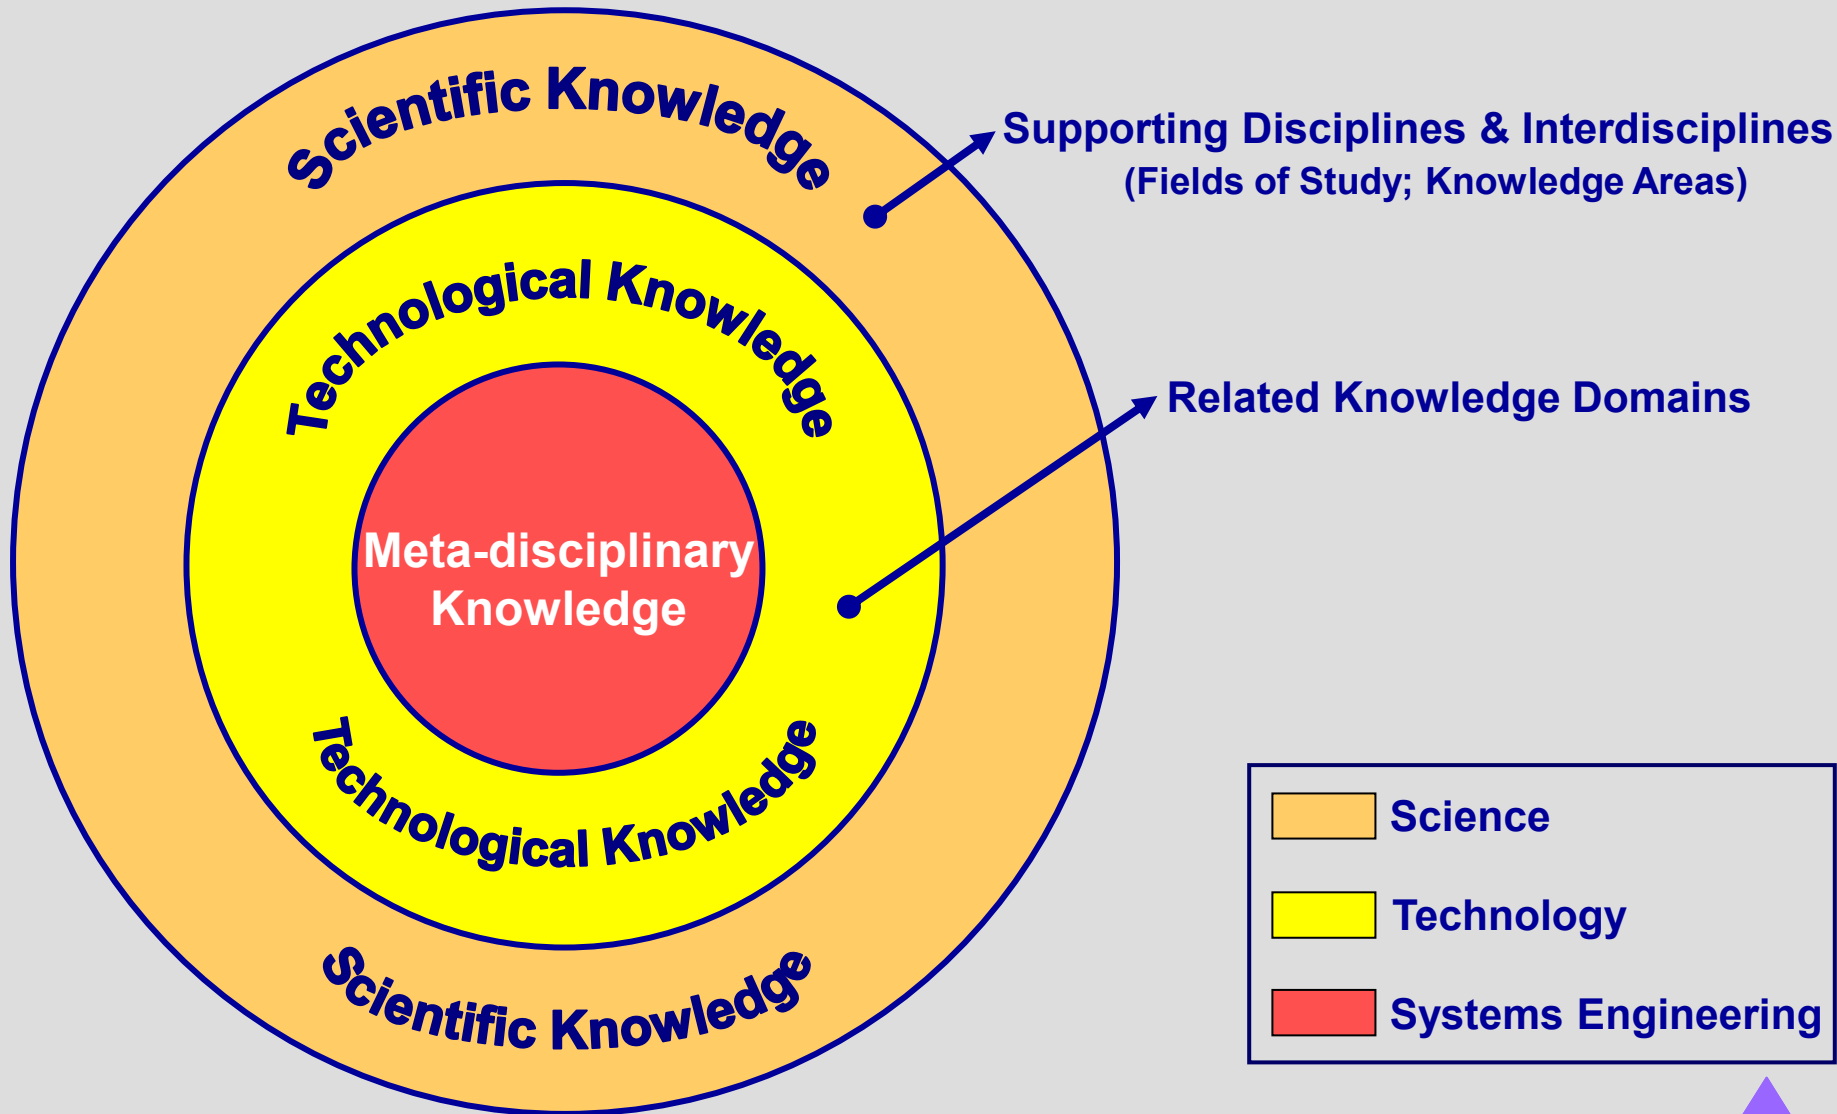 Scientific Knowledge
Supporting Disciplines & Interdisciplines
(Fields of Study; Knowledge Areas)
Technological Knowledge
Related Knowledge Domains
Meta-disciplinary
Knowledge
Technological Knowledge
Scientific Knowledge
Science
Technology
Systems Engineering